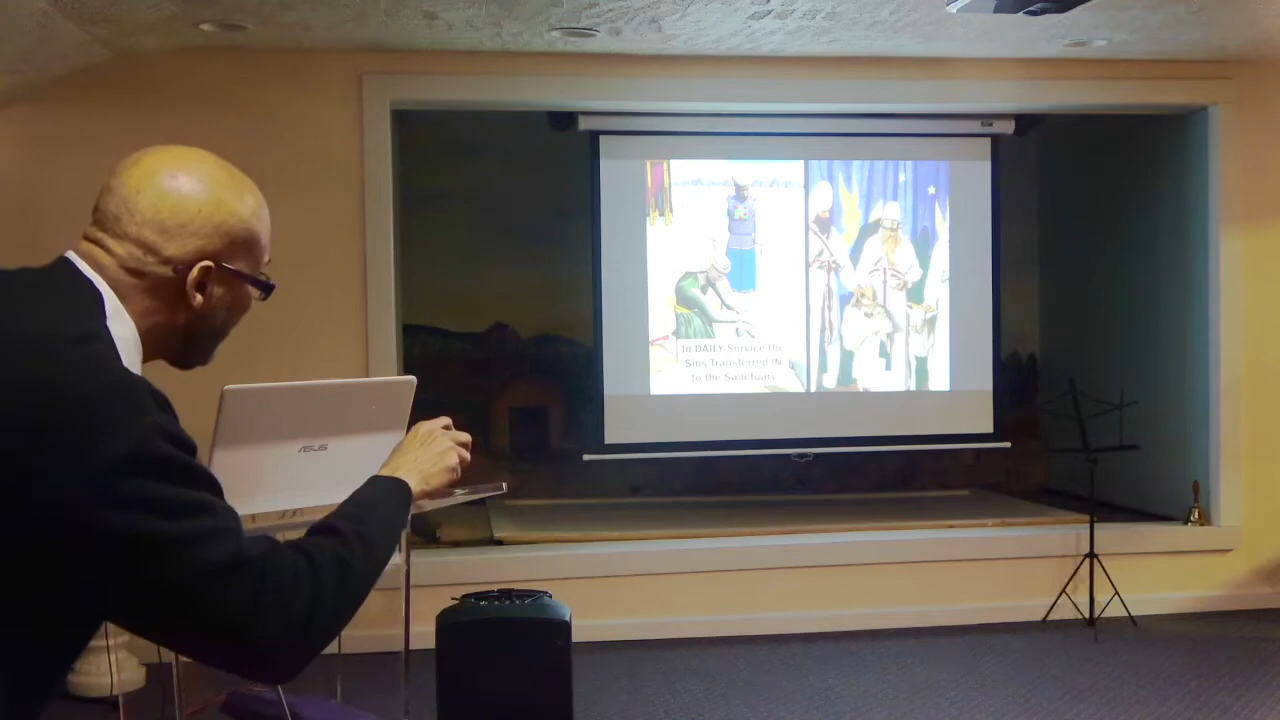 In DAILY Service the
Sins Transferred IN
to the Sanctuary
ASUS